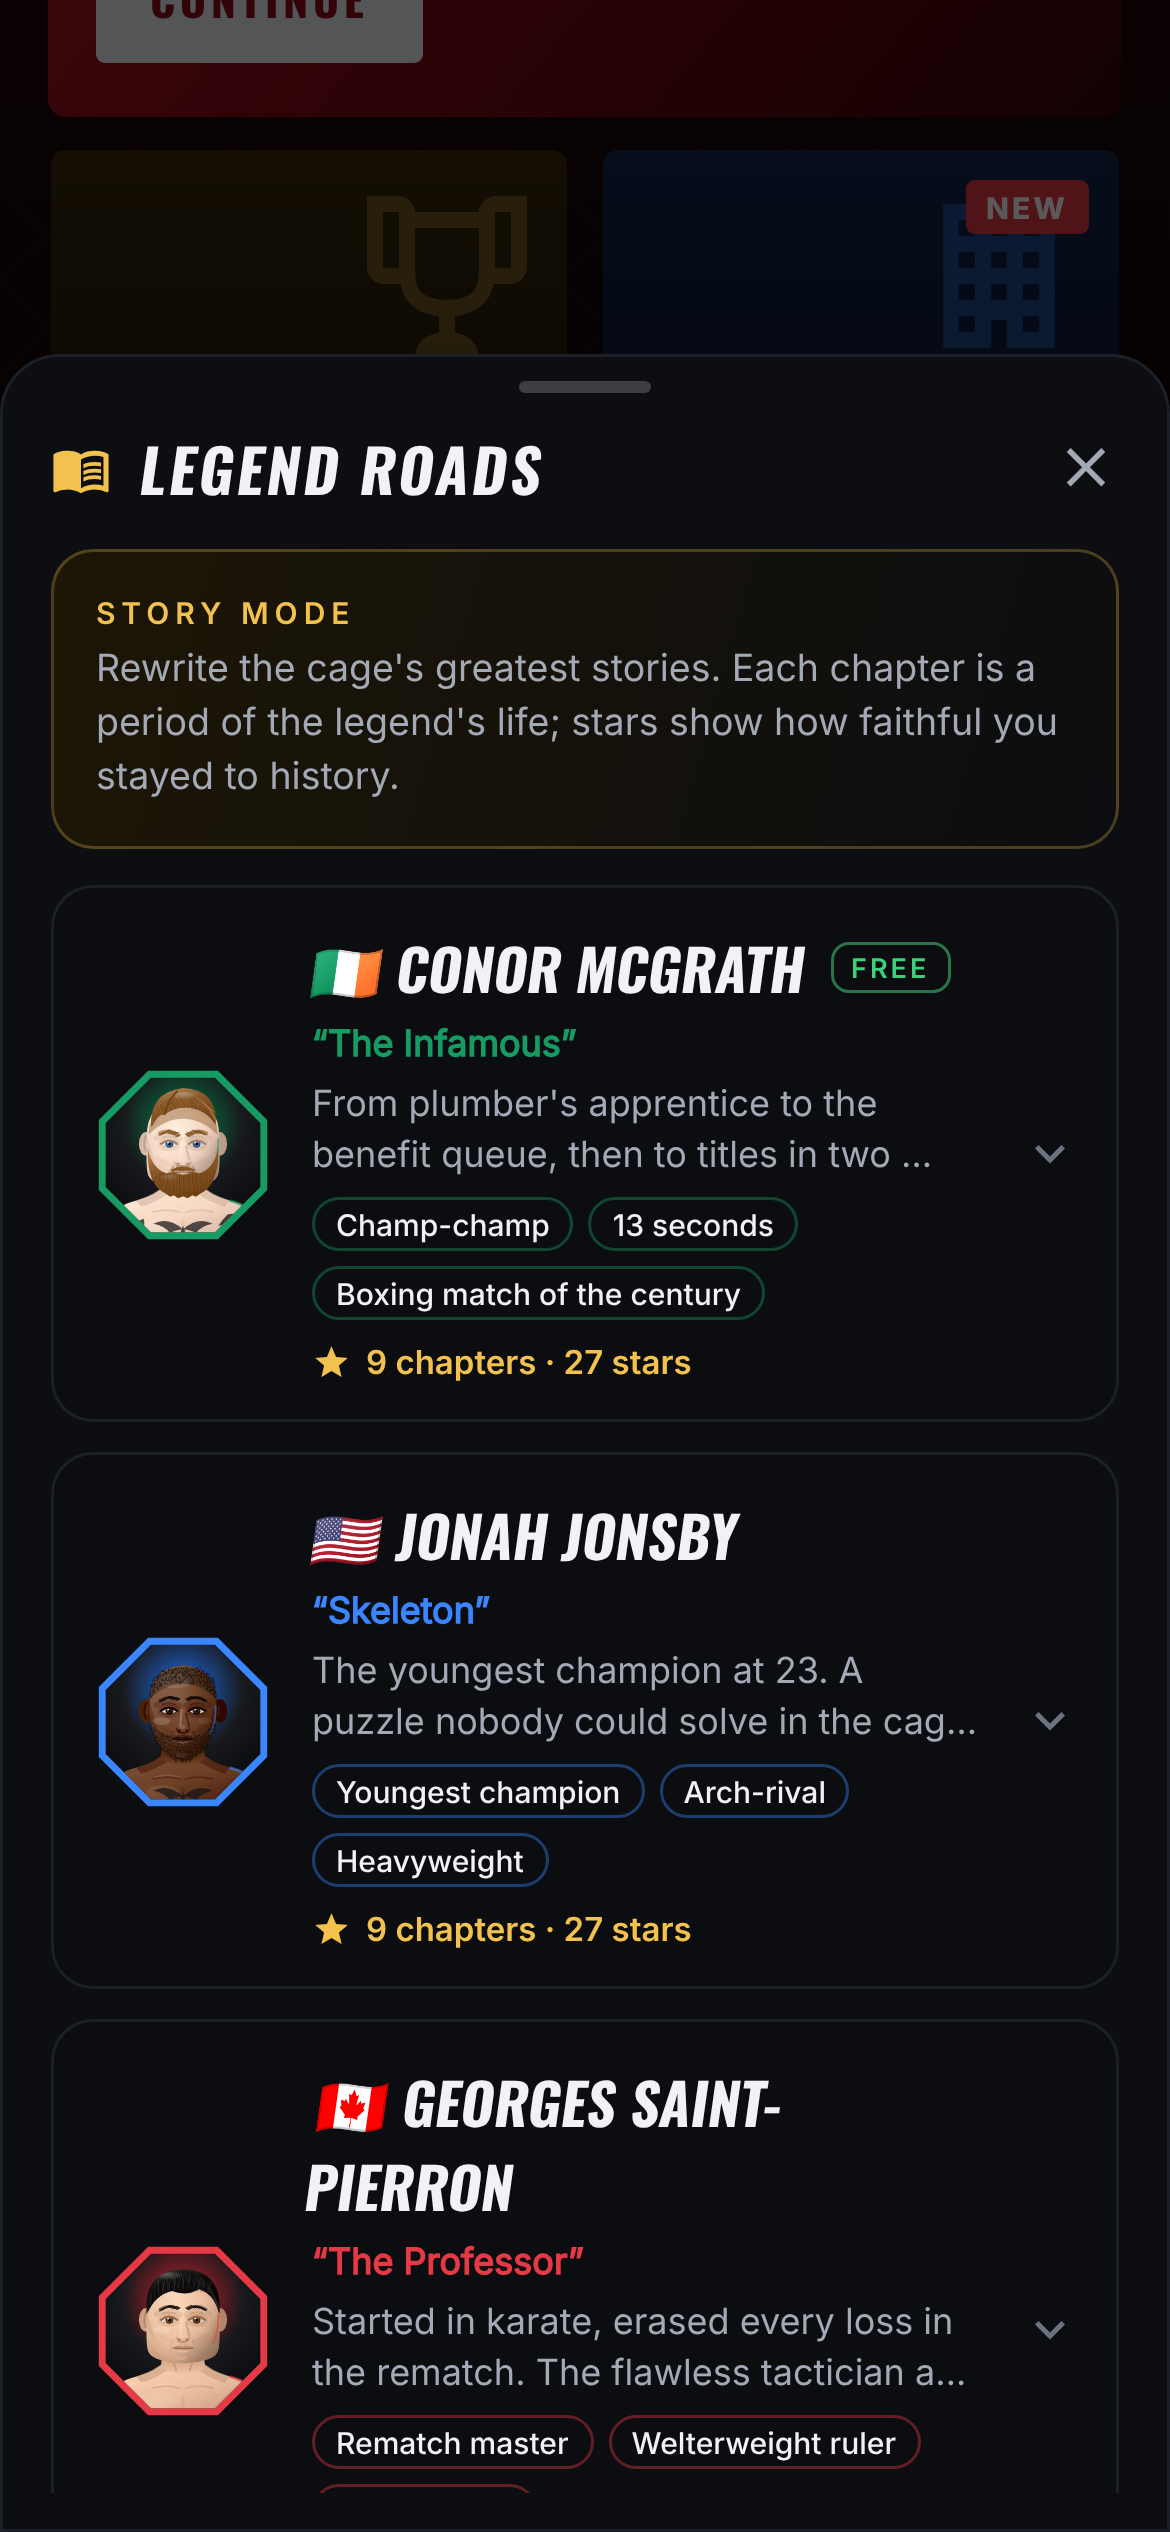 CONTINUE
NEW
LEGEND ROADS
STORY MODE
Rewrite the cage's greatest stories. Each chapter is a
period of the legend's life; stars show how faithful you
stayed to history.
CONOR MCGRATH FREE
“The Infamous”
From plumber's apprentice to the
benefit queue, then to titles in two ...
Champ-champ 13 seconds
Boxing match of the century
9 chapters · 27 stars
JONAH JONSBY
“Skeleton”
The youngest champion at 23. A
puzzle nobody could solve in the cag...
Youngest champion Arch-rival
Heavyweight
9 chapters · 27 stars
GEORGES SAINT-
PIERRON
“The Professor”
Started in karate, erased every loss in
the rematch. The flawless tactician a...
Rematch master Welterweight ruler